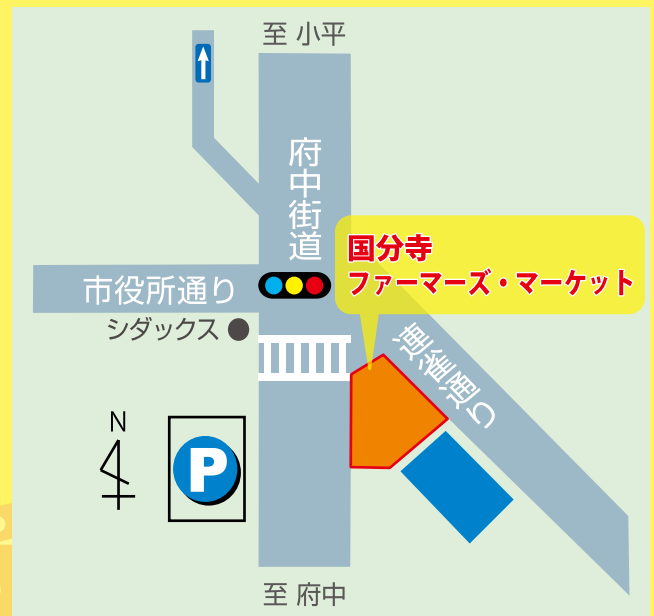 至 小平
府中街道
国分寺
ファーマーズ・マーケット
市役所通り
シダックス
連雀通り
N
P
至 府中